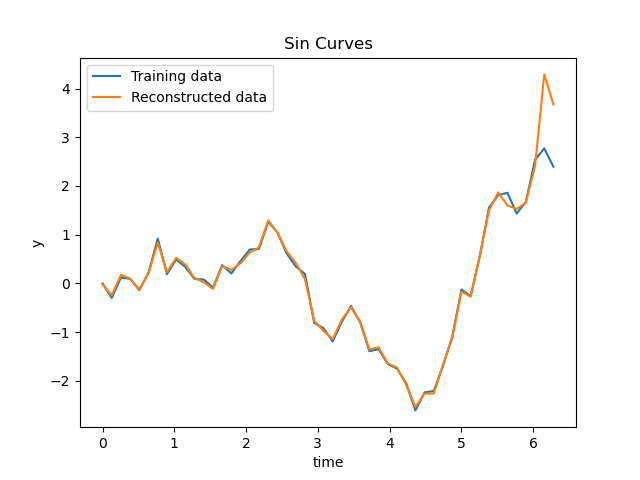 Sin Curves
Training data
Reconstructed data
4
3
2
1
0
−1
−2
y
0 1 2 3 4 5 6
time